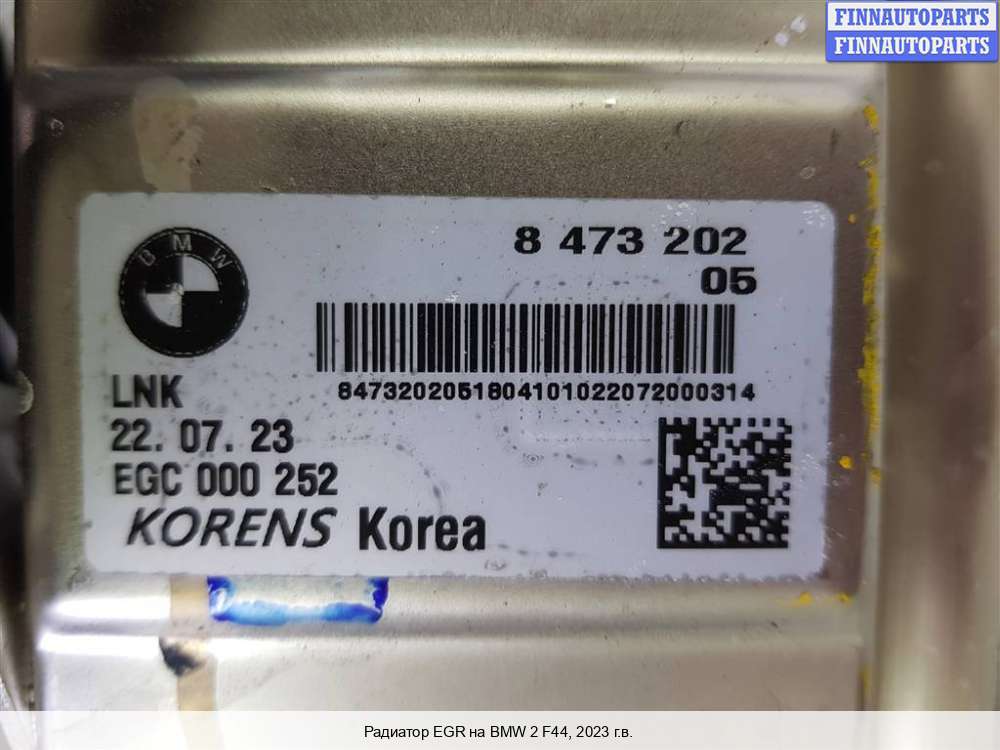 FINNAUTOPARTS
FINNAUTOPARTS
BMW
8 473 202
05
8473202051804101022072000314
LNK
22. 07. 23
EGC 000 252
KORENS Korea
Радиатор EGR на BMW 2 F44, 2023 г.в.